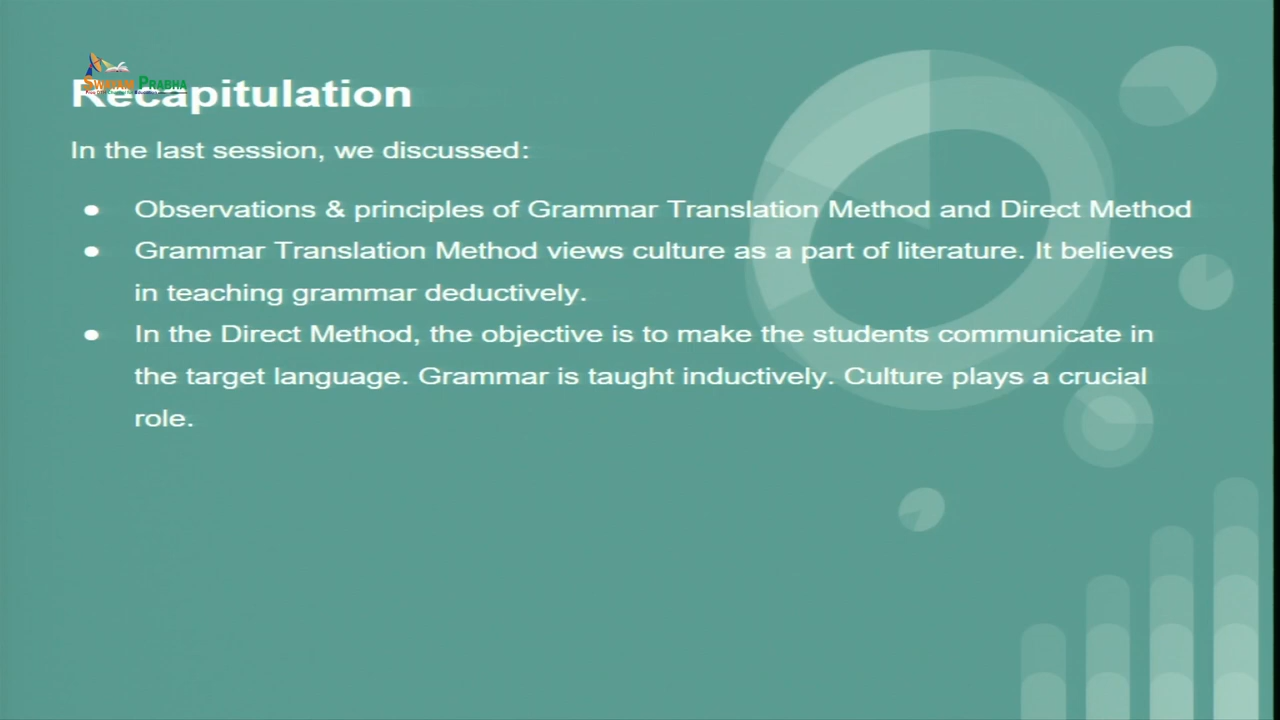 SWAYAM PRABHA
Recapitulation
In the last session, we discussed:
● Observations & principles of Grammar Translation Method and Direct Method
● Grammar Translation Method views culture as a part of literature. It believes
in teaching grammar deductively.
● In the Direct Method, the objective is to make the students communicate in
the target language. Grammar is taught inductively. Culture plays a crucial
role.